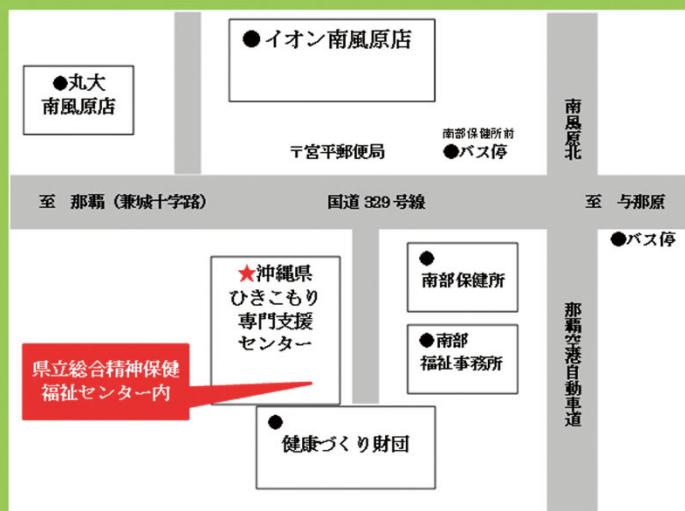 ●イオン南風原店
●丸大
南風原店
南風原北
〒宮平郵便局
南部保健所前
●バス停
至 那覇（兼城十字路）
国道329号線
至 与那原
●バス停
★沖縄県
ひきこもり
専門支援
センター
●
南部保健所
那覇空港自動車道
●南部
福祉事務所
県立総合精神保健
福祉センター内
●
健康づくり財団